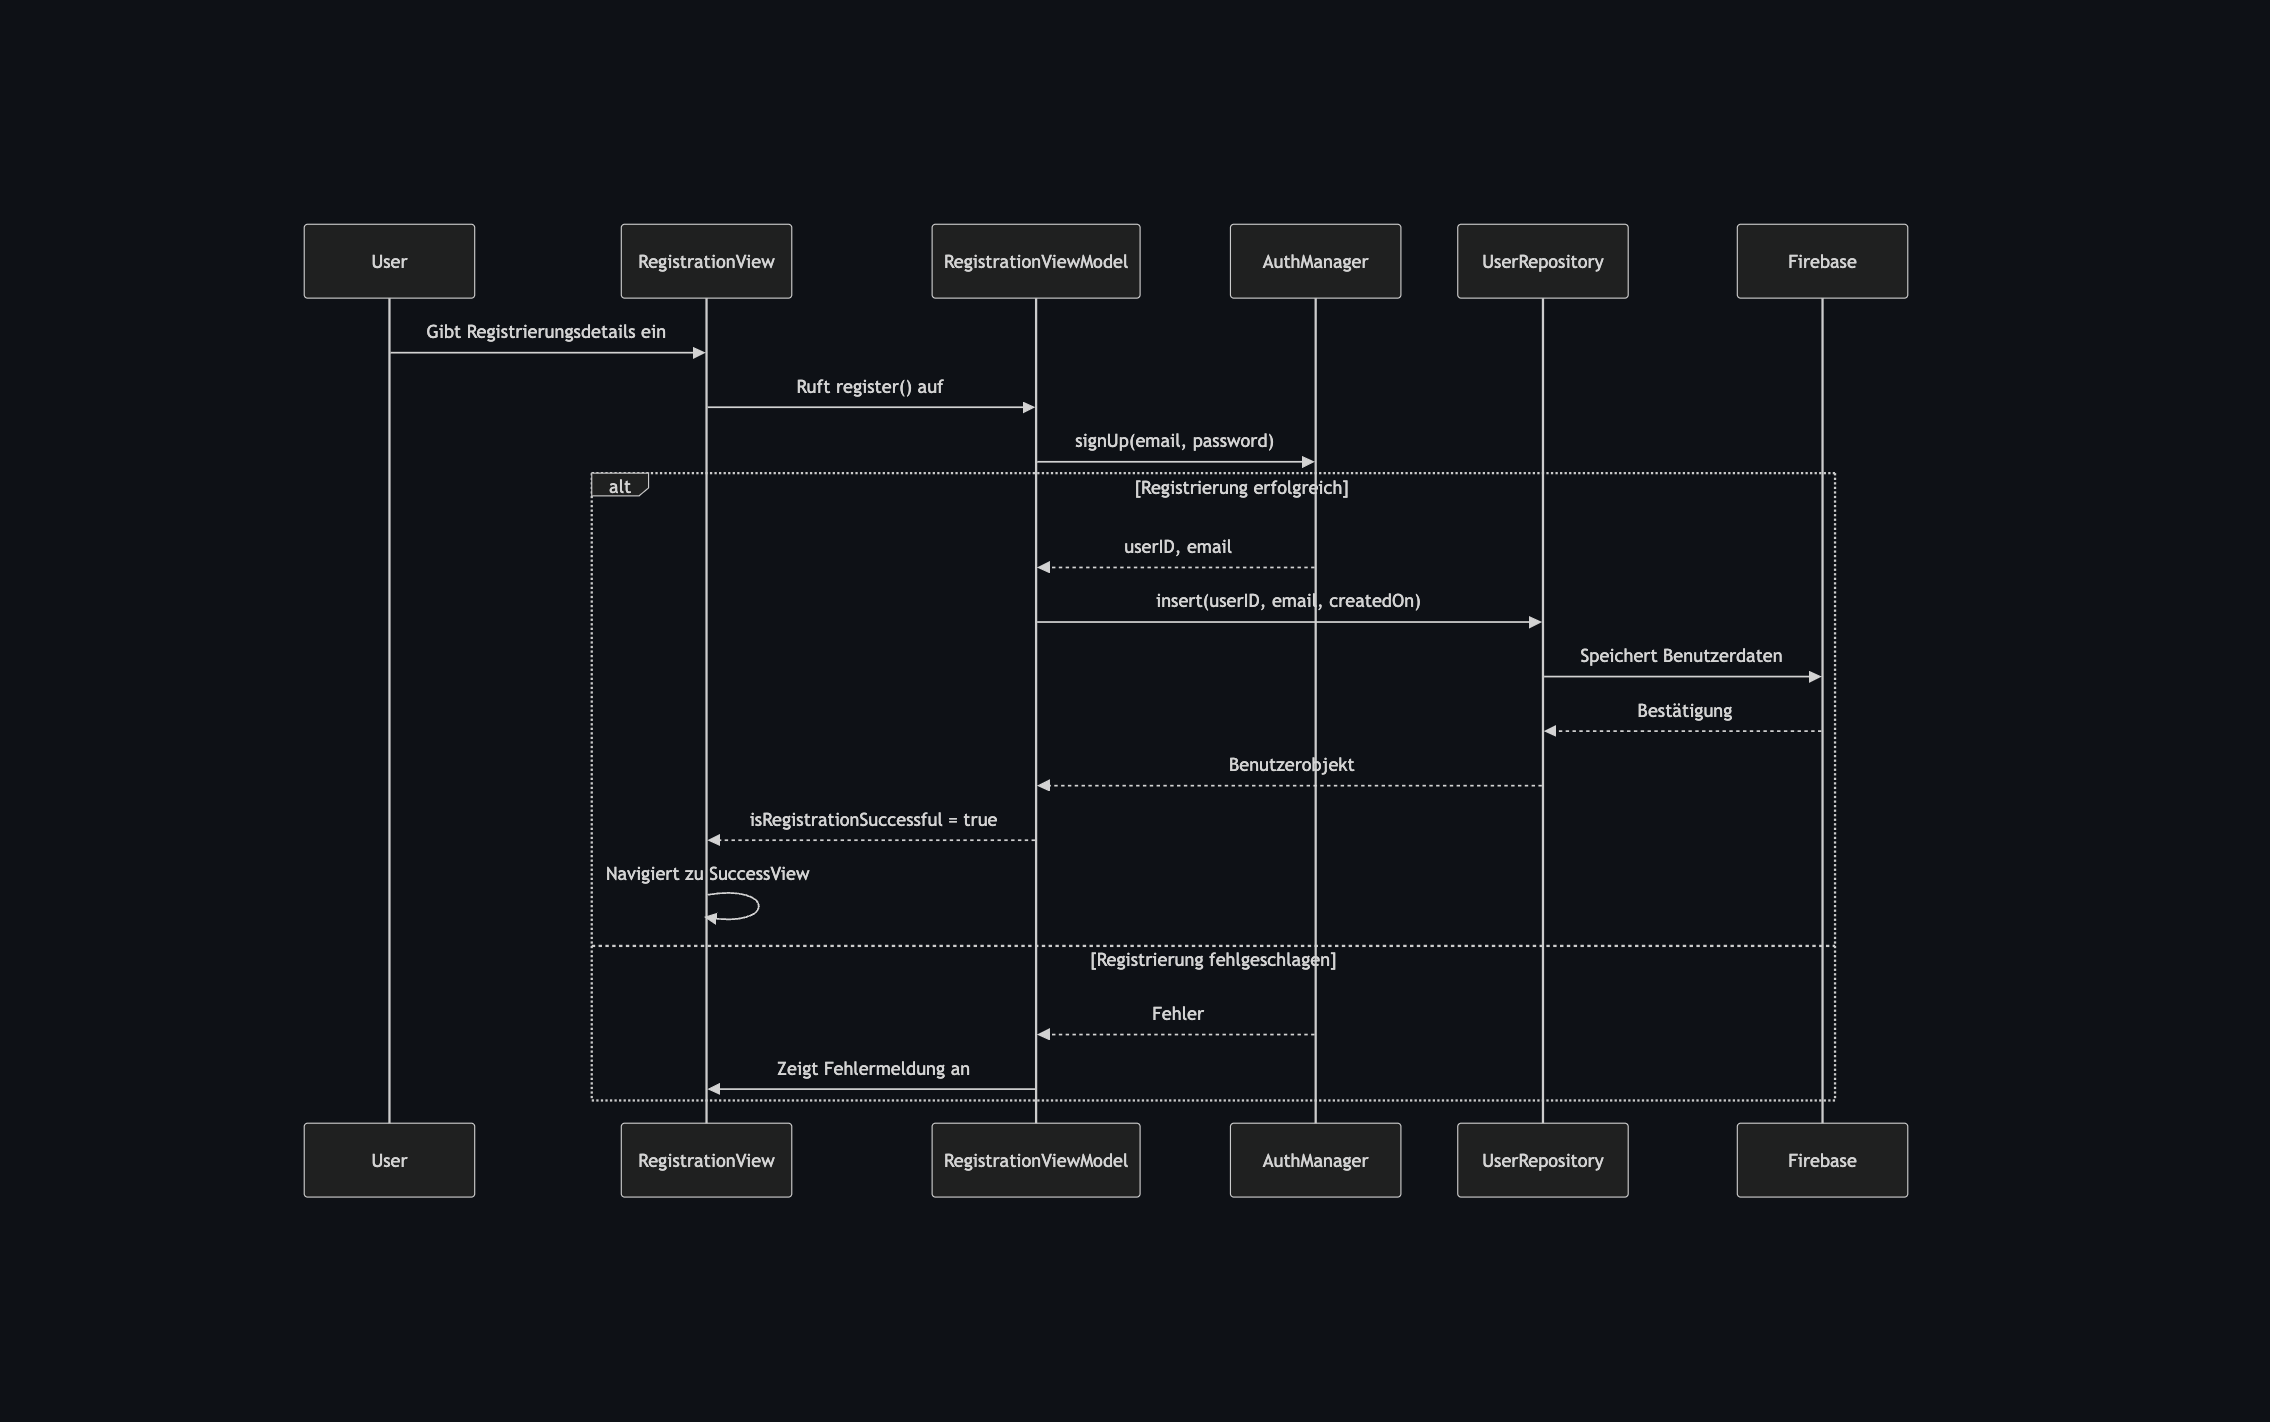 User
RegistrationView
RegistrationViewModel
AuthManager
UserRepository
Firebase
Gibt Registrierungsdetails ein
Ruft register() auf
signUp(email, password)
alt
[Registrierung erfolgreich]
userID, email
insert(userID, email, createdOn)
Speichert Benutzerdaten
Bestätigung
Benutzerobjekt
isRegistrationSuccessful = true
Navigiert zu SuccessView
[Registrierung fehlgeschlagen]
Fehler
Zeigt Fehlermeldung an
User
RegistrationView
RegistrationViewModel
AuthManager
UserRepository
Firebase